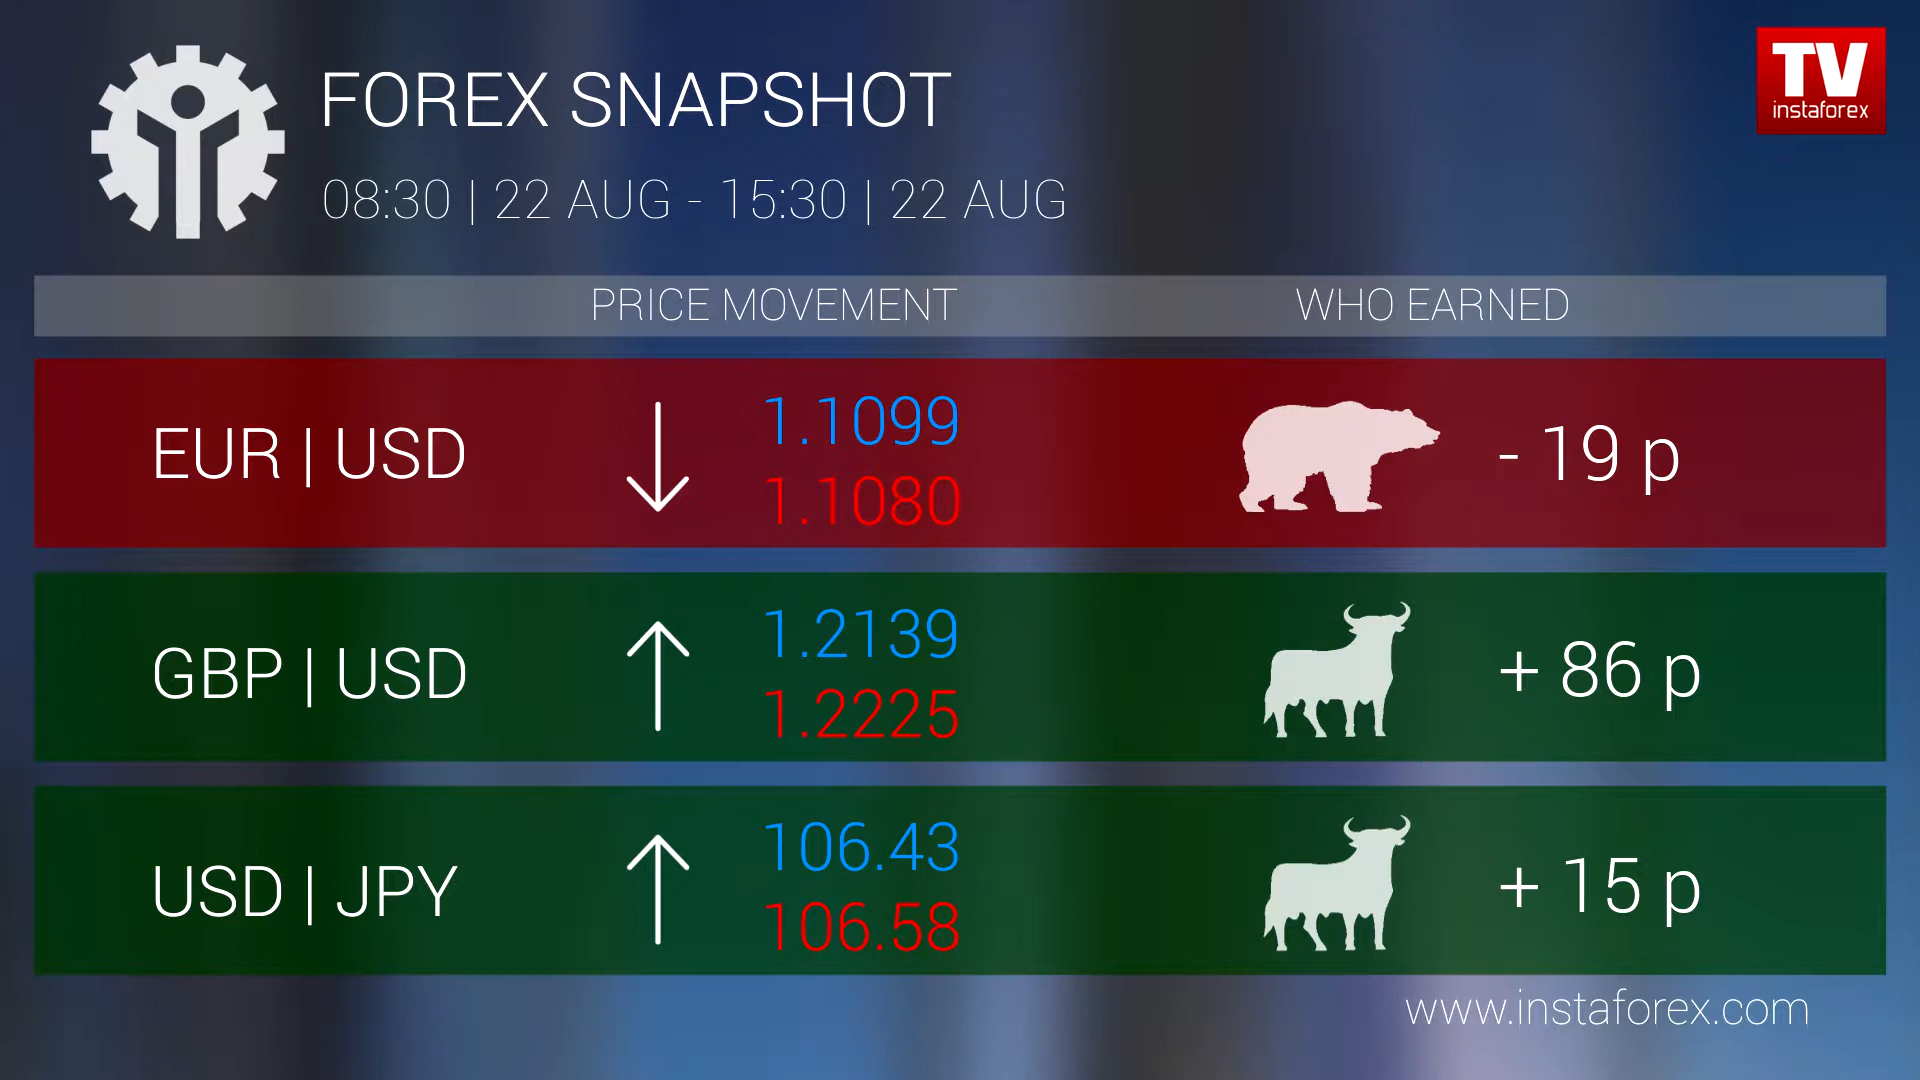 FOREX SNAPSHOT
TV
instaforex
08:30 | 22 AUG - 15:30 | 22 AUG
PRICE MOVEMENT WHO EARNED
EUR | USD 1.1099 1.1080 - 19 p
GBP | USD 1.2139 1.2225 + 86 p
USD | JPY 106.43 106.58 + 15 p
www.instaforex.com